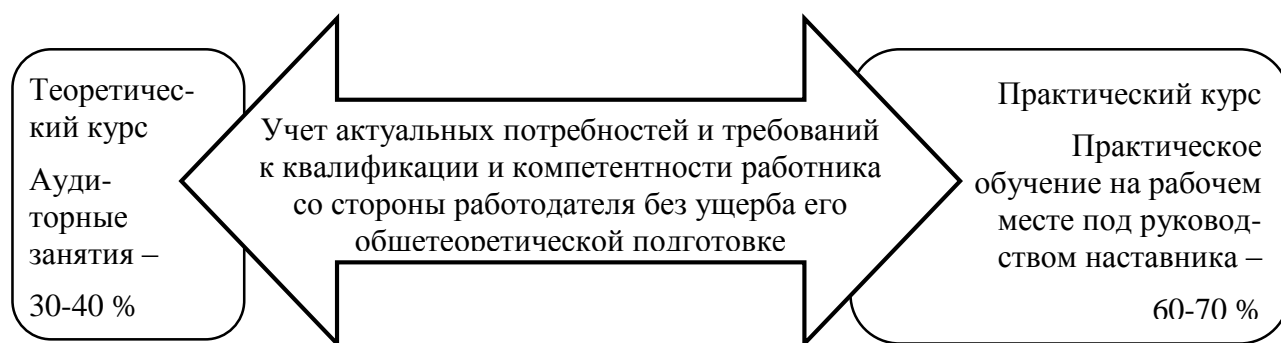 Теоретичес-
кий курс
Ауди-
торные
занятия –
30-40 %
Учет актуальных потребностей и требований
к квалификации и компетентности работника
со стороны работодателя без ущерба его
общетеоретической подготовке
Практический курс
Практическое
обучение на рабочем
месте под руковод-
ством наставника –
60-70 %